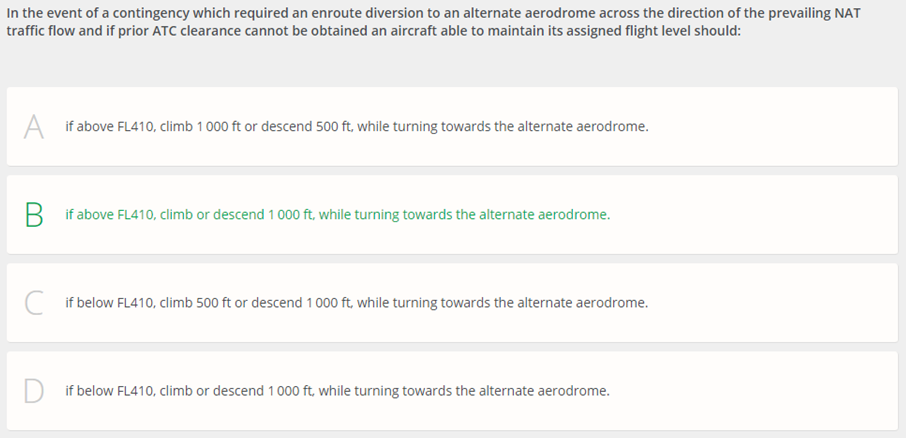 In the event of a contingency which required an enroute diversion to an alternate aerodrome across the direction of the prevailing NAT
traffic flow and if prior ATC clearance cannot be obtained an aircraft able to maintain its assigned flight level should:
A if above FL410, climb 1 000 ft or descend 500 ft, while turning towards the alternate aerodrome.
B if above FL410, climb or descend 1 000 ft, while turning towards the alternate aerodrome.
C if below FL410, climb 500 ft or descend 1 000 ft, while turning towards the alternate aerodrome.
D if below FL410, climb or descend 1 000 ft, while turning towards the alternate aerodrome.